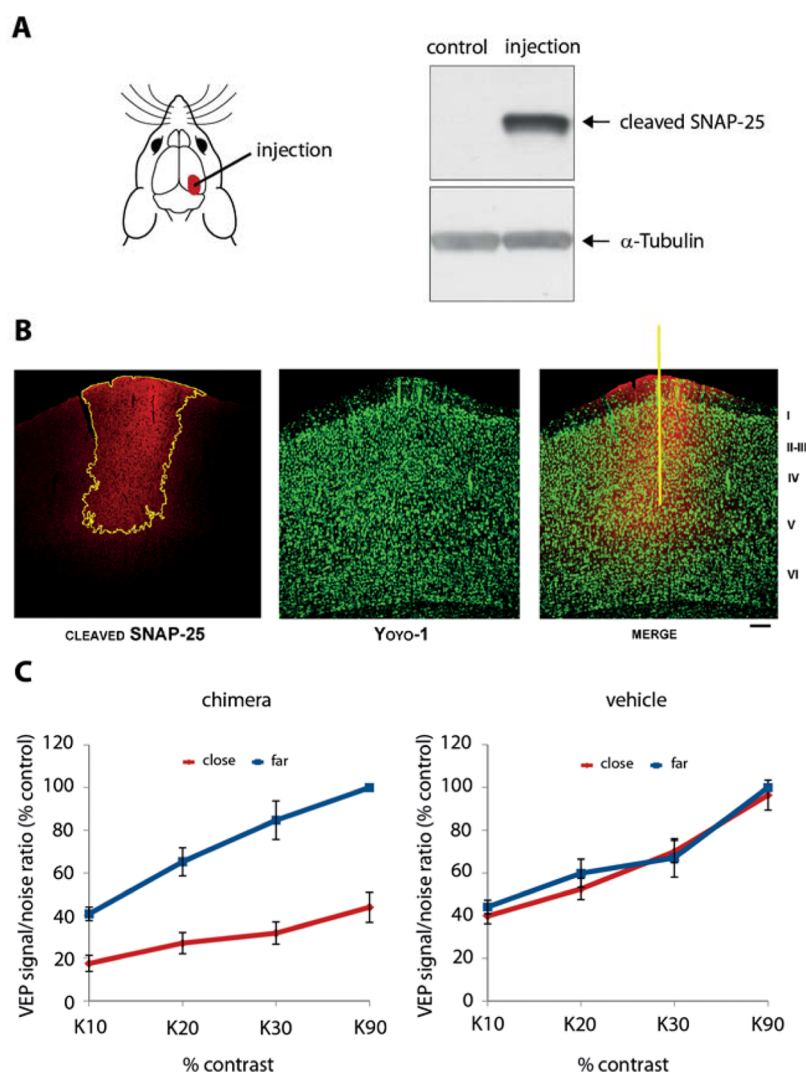 A
control injection
injection
cleaved SNAP-25
α-Tubulin
B
I
II-III
IV
V
VI
CLEAVED SNAP-25
YOYO-1
MERGE
C
chimera
VEP signal/noise ratio (% control)
120
100
80
60
40
20
0
close far
K10 K20 K30 K90
% contrast
vehicle
VEP signal/noise ratio (% control)
120
100
80
60
40
20
0
close far
K10 K20 K30 K90
% contrast